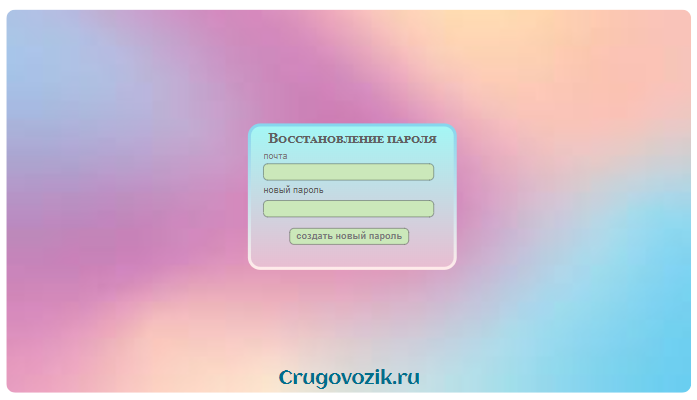 Восстановление пароля
почта
новый пароль
создать новый пароль
Crugovozik.ru